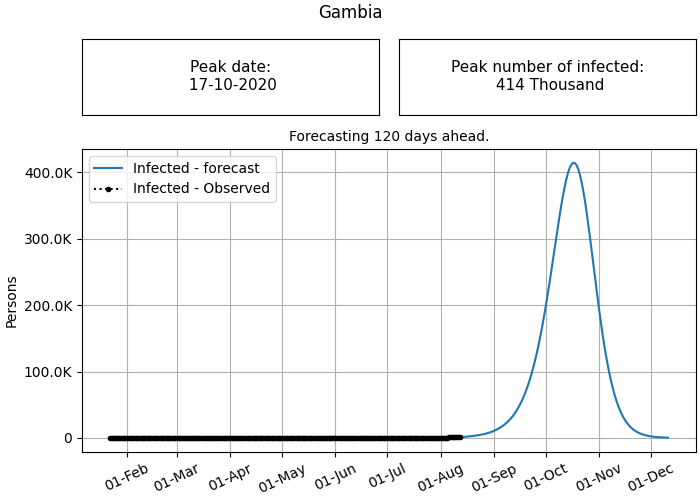 Gambia
Peak date:
17-10-2020
Peak number of infected:
414 Thousand
Forecasting 120 days ahead.
Infected - forecast
Infected - Observed
Persons
400.0K
300.0K
200.0K
100.0K
0
01-Feb
01-Mar
01-Apr
01-May
01-Jun
01-Jul
01-Aug
01-Sep
01-Oct
01-Nov
01-Dec